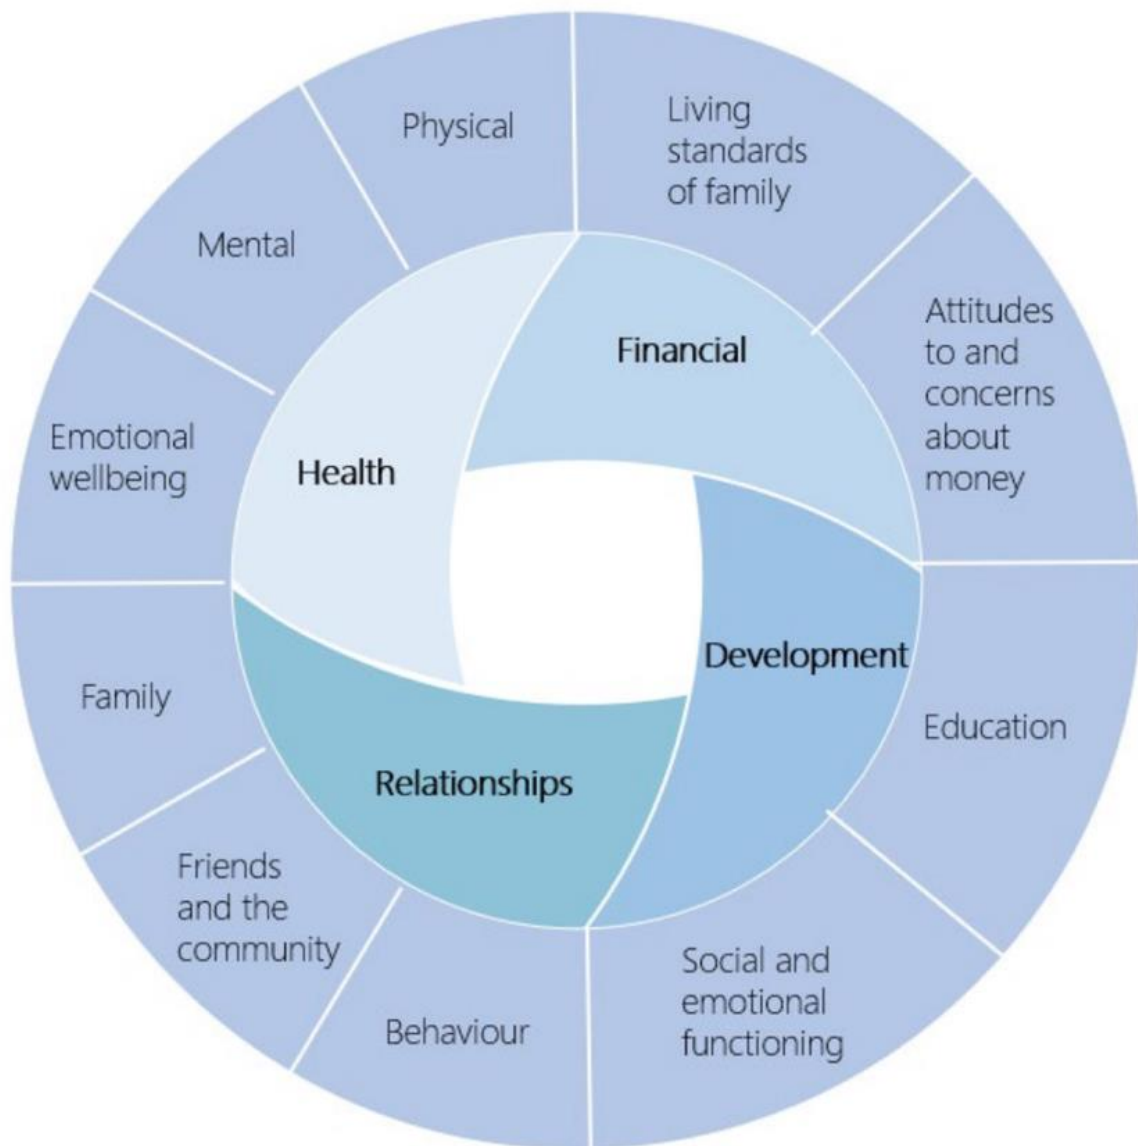 Physical
Living
standards
of family
Mental
Attitudes
to and
concerns
about
money
Financial
Emotional
wellbeing
Health
Development
Family
Education
Relationships
Friends
and the
community
Social and
emotional
functioning
Behaviour